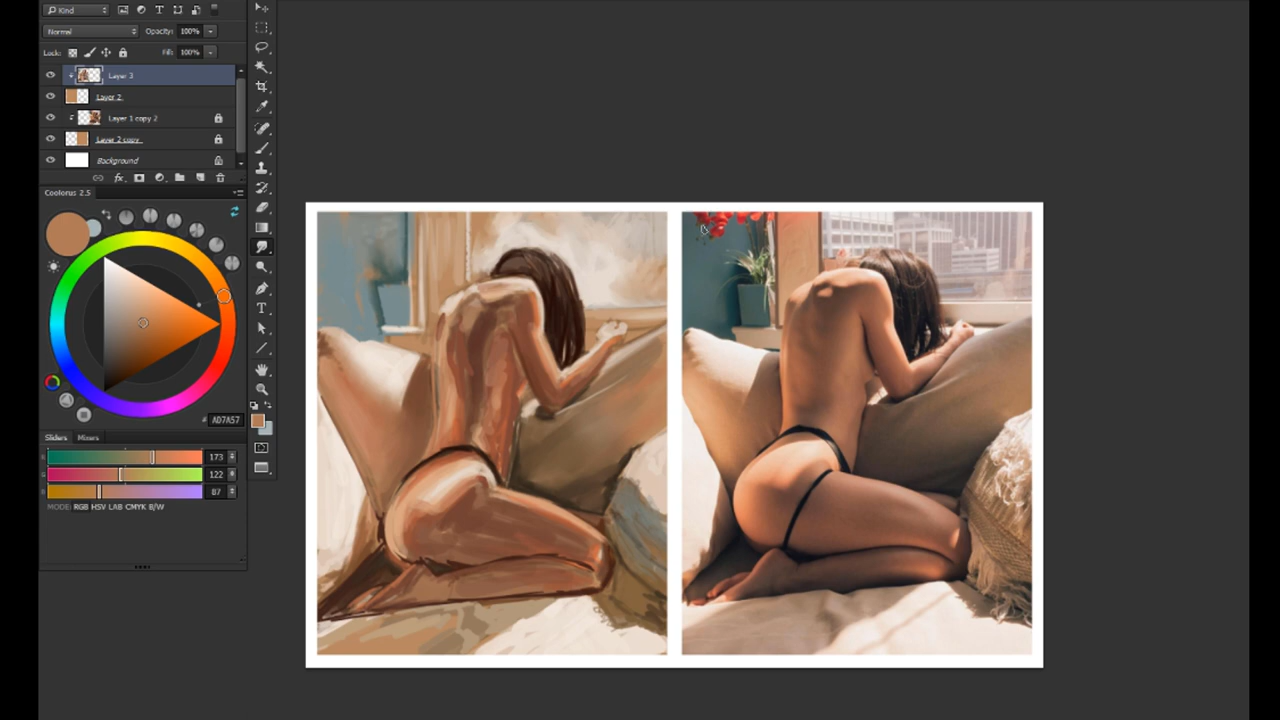 Kind
Normal Opacity: 100%
Lock: Fill: 100%
Layer 3
Layer 2
Layer 1 copy 2
Layer 2 copy
Background
fx
Coolorus 2.5
# AD7A57
Sliders Mixers
173
122
87
MODE: RGB HSV LAB CMYK B/W